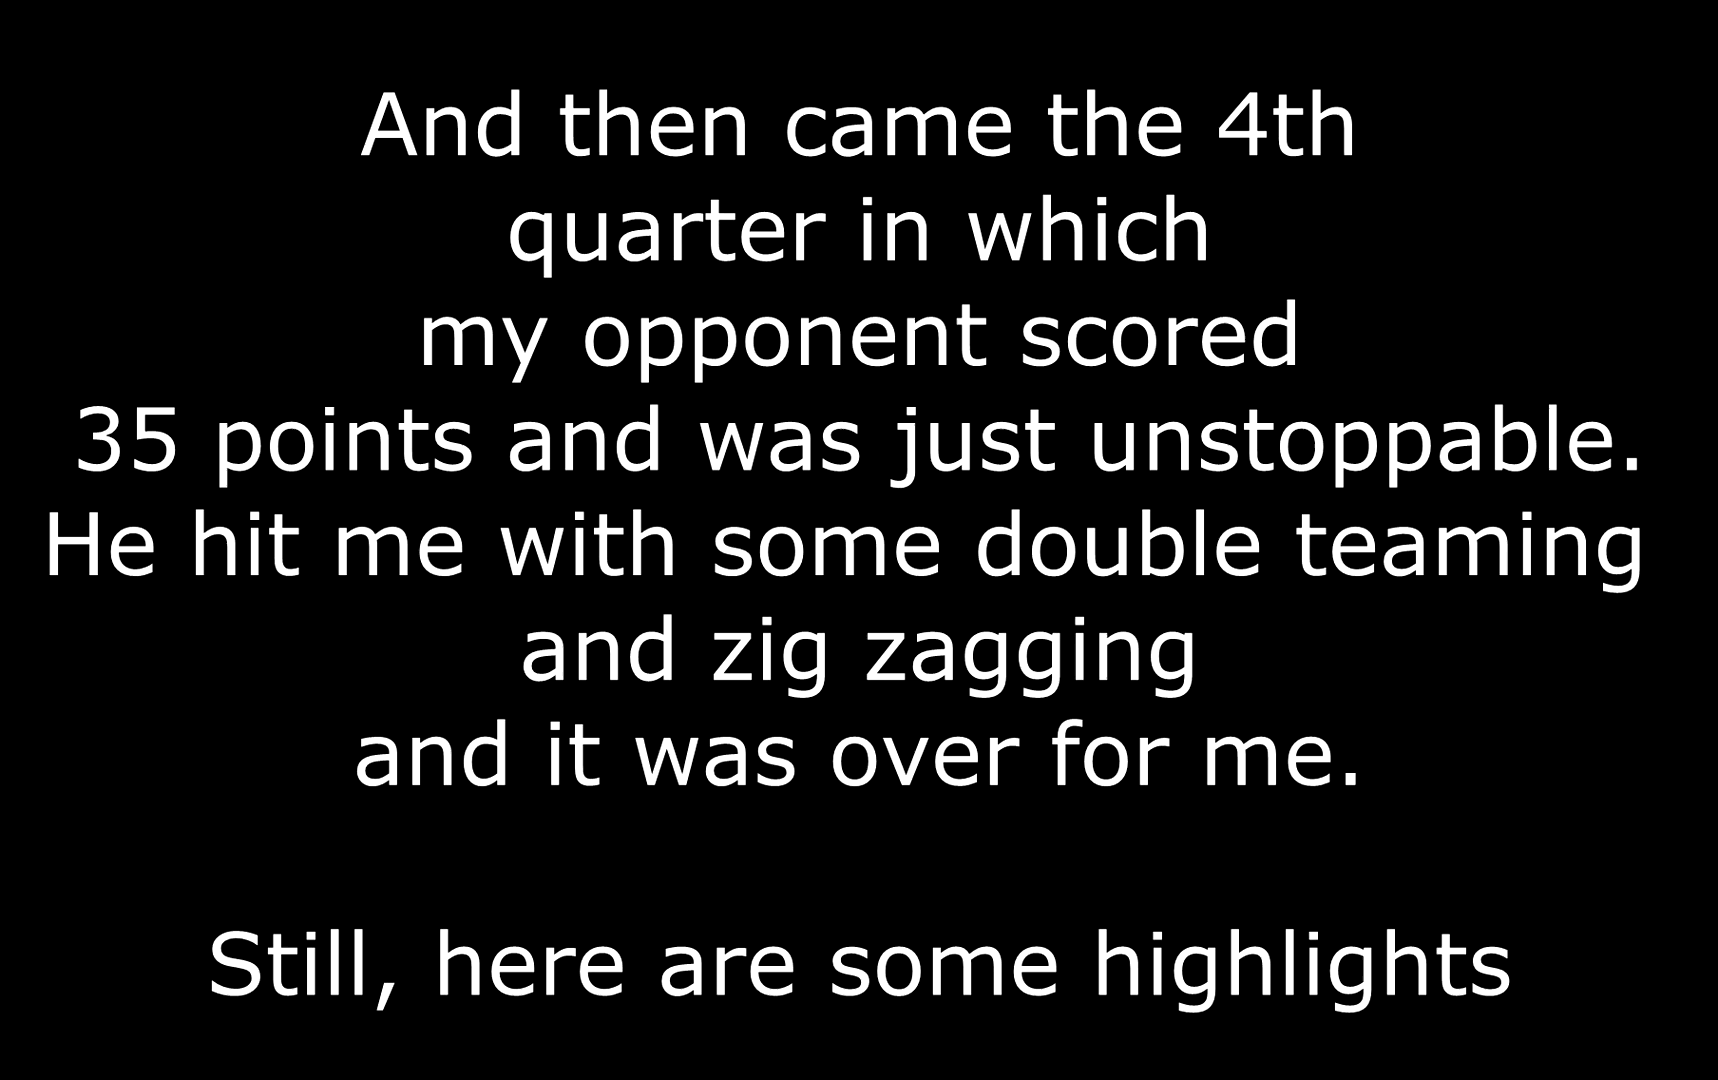 And then came the 4th
quarter in which
my opponent scored
35 points and was just unstoppable.
He hit me with some double teaming
and zig zagging
and it was over for me.
Still, here are some highlights